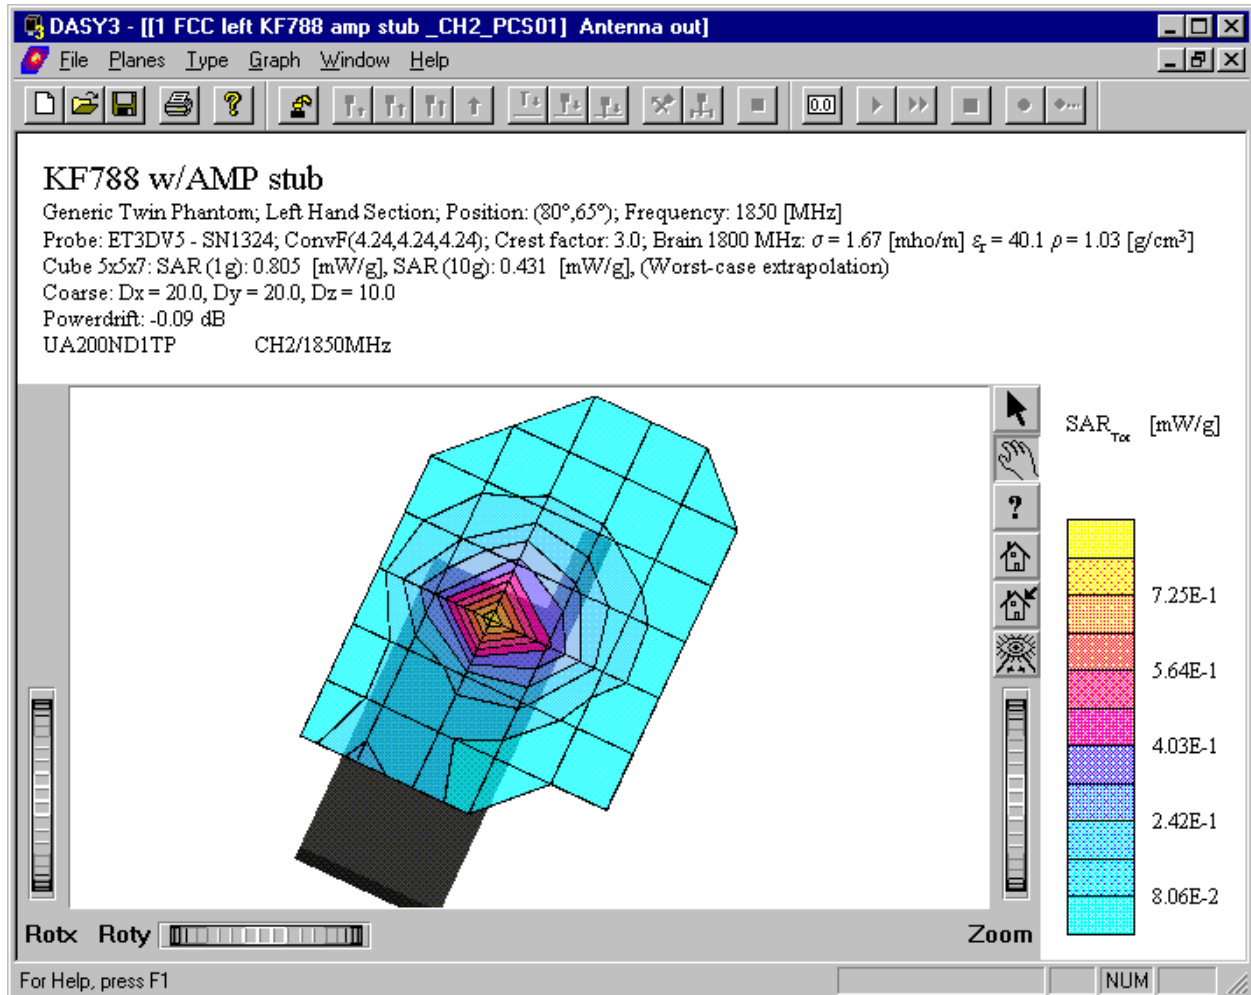 DASY3 - [[1 FCC left KF788 amp stub _CH2_PCS01] Antenna out]
File Planes Type Graph Window Help
0.0
KF788 w/AMP stub
Generic Twin Phantom; Left Hand Section; Position: (80°,65°); Frequency: 1850 [MHz]
Probe: ET3DV5 - SN1324; ConvF(4.24,4.24,4.24); Crest factor: 3.0; Brain 1800 MHz: σ = 1.67 [mho/m] εr = 40.1 ρ = 1.03 [g/cm³]
Cube 5x5x7: SAR (1g): 0.805 [mW/g], SAR (10g): 0.431 [mW/g], (Worst-case extrapolation)
Coarse: Dx = 20.0, Dy = 20.0, Dz = 10.0
Powerdrift: -0.09 dB
UA200ND1TP CH2/1850MHz
SAR Tot [mW/g]
7.25E-1
5.64E-1
4.03E-1
2.42E-1
8.06E-2
Rotx Roty Zoom
For Help, press F1 NUM